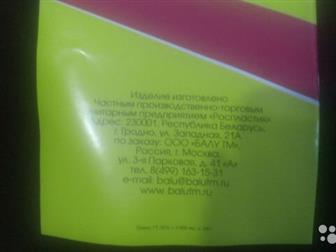 Изделие изготовлено
Частным производственно-торговым
унитарным предприятием «Роспластик»
Адрес: 230001, Республика Беларусь,
г. Гродно, ул. Западная, 21А,
по заказу: ООО «БАЛУ ТМ»,
Россия, г. Москва,
ул. 3-я Парковая, д. 41 «А»
тел. 8(499) 163-15-31
e-mail: balu@balutm.ru
www.balutm.ru